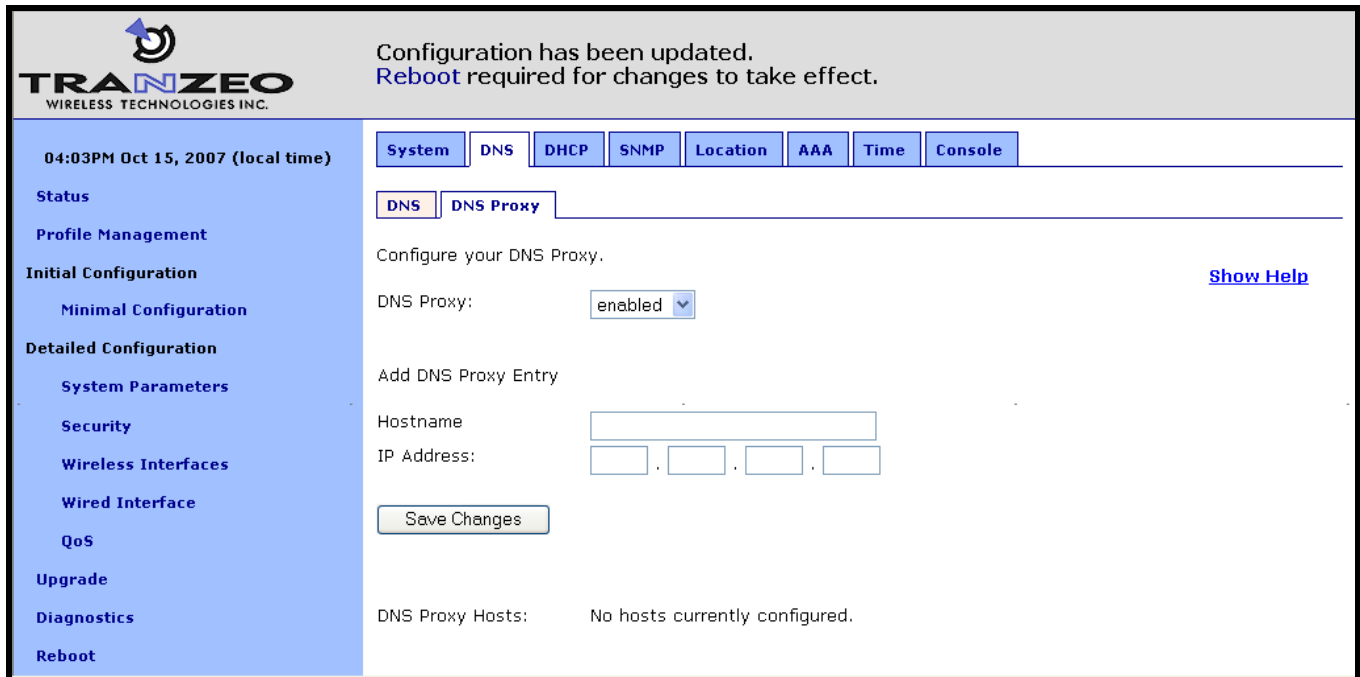 TRANZEO
WIRELESS TECHNOLOGIES INC.
Configuration has been updated.
Reboot required for changes to take effect.
04:03PM Oct 15, 2007 (local time)
Status
Profile Management
Initial Configuration
Minimal Configuration
Detailed Configuration
System Parameters
Security
Wireless Interfaces
Wired Interface
QoS
Upgrade
Diagnostics
Reboot
System DNS DHCP SNMP Location AAA Time Console
DNS DNS Proxy
Configure your DNS Proxy.
Show Help
DNS Proxy: enabled
Add DNS Proxy Entry
Hostname
IP Address: . . .
Save Changes
DNS Proxy Hosts: No hosts currently configured.